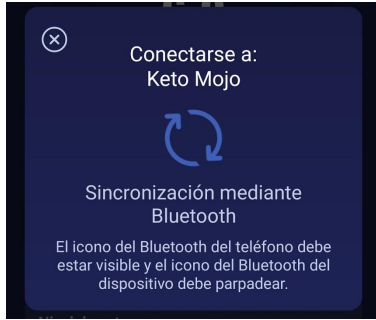 Conectarse a:
Keto Mojo
Sincronización mediante
Bluetooth
El icono del Bluetooth del teléfono debe
estar visible y el icono del Bluetooth del
dispositivo debe parpadear.